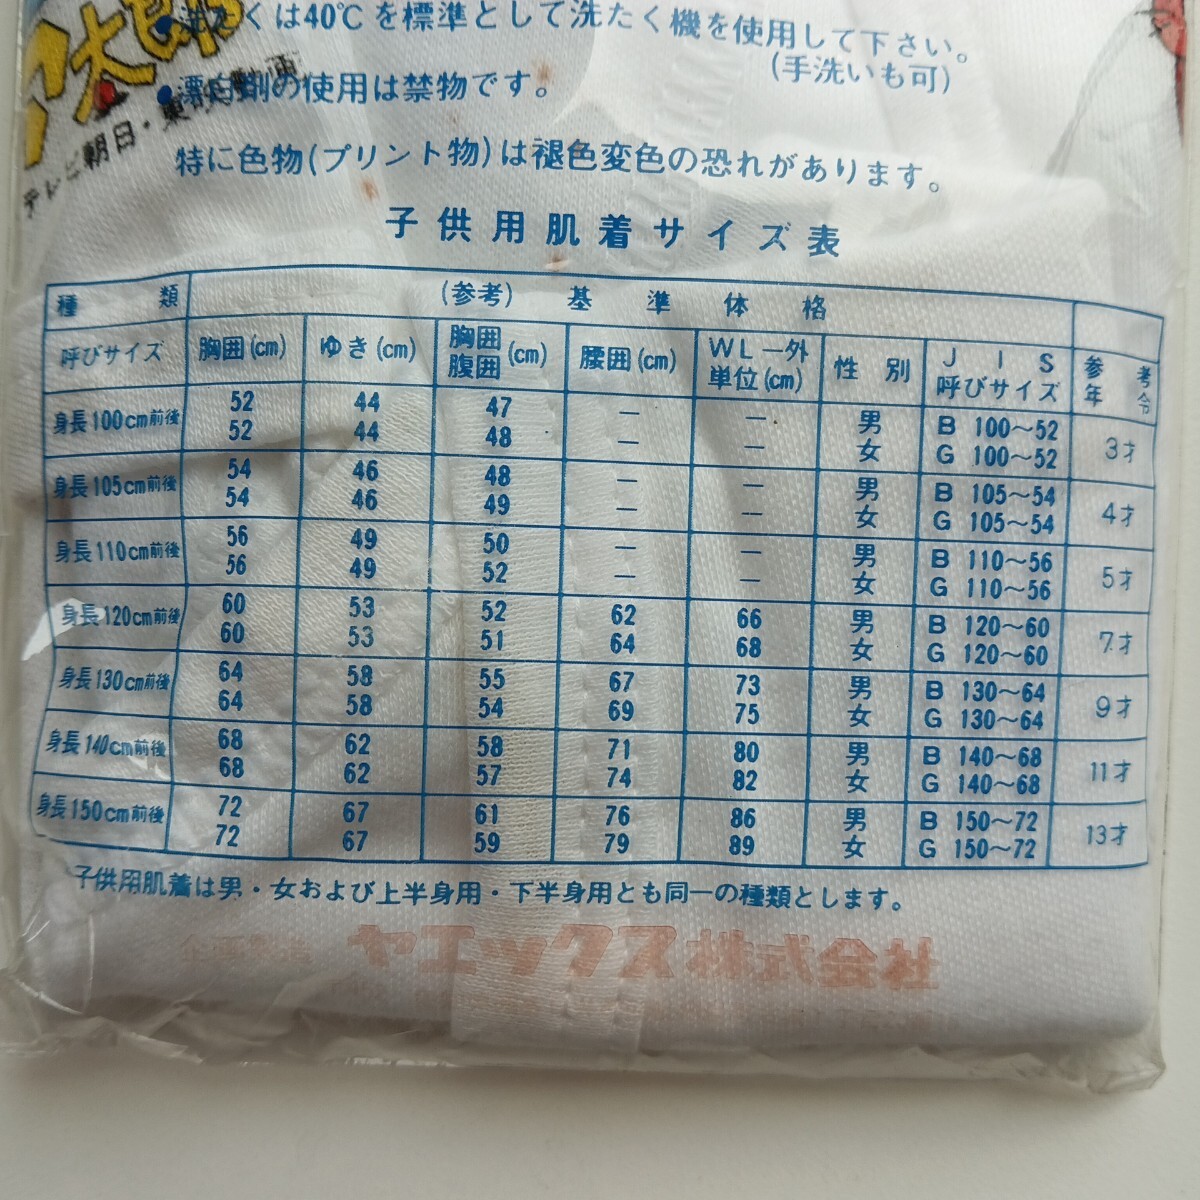 太郎
テレビ朝日・東映動画
洗たくは40℃を標準として洗たく機を使用して下さい。
(手洗いも可)
●漂白剤の使用は禁物です。
特に色物(プリント物)は褪色変色の恐れがあります。
子供用肌着サイズ表
種類 (参考) 基準体格 参考年令
呼びサイズ 胸囲(cm) ゆき(cm) 胸囲腹囲(cm) 腰囲(cm) WL－外単位(cm) 性別 JIS呼びサイズ
身長100cm前後 52 44 47 － － 男 B 100～52 3才
52 44 48 － － 女 G 100～52
身長105cm前後 54 46 48 － － 男 B 105～54 4才
54 46 49 － － 女 G 105～54
身長110cm前後 56 49 50 － － 男 B 110～56 5才
56 49 52 － － 女 G 110～56
身長120cm前後 60 53 52 62 66 男 B 120～60 7才
60 53 51 64 68 女 G 120～60
身長130cm前後 64 58 55 67 73 男 B 130～64 9才
64 58 54 69 75 女 G 130～64
身長140cm前後 68 62 58 71 80 男 B 140～68 11才
68 62 57 74 82 女 G 140～68
身長150cm前後 72 67 61 76 86 男 B 150～72 13才
72 67 59 79 89 女 G 150～72
子供用肌着は男・女および上半身用・下半身用とも同一の種類とします。